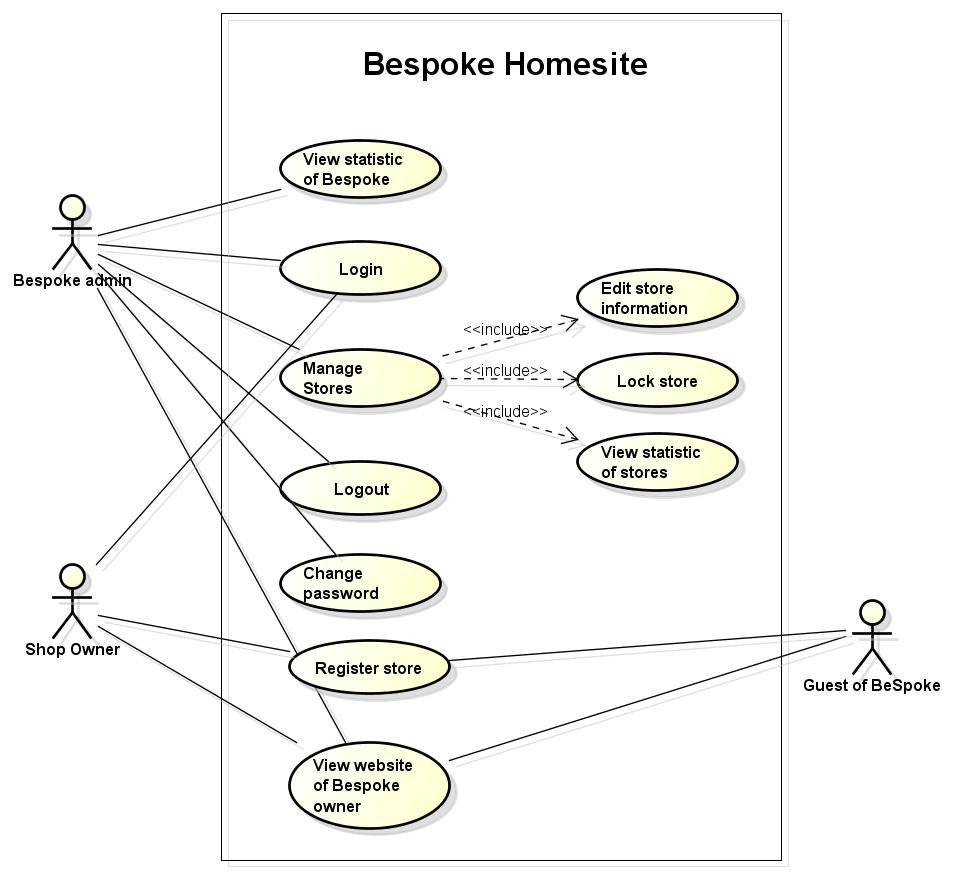 Bespoke Homesite
View statistic
of Bespoke
Bespoke admin
Login
Edit store
information
<<include>>
Manage
Stores
<<include>>
Lock store
<<include>>
View statistic
of stores
Logout
Change
password
Shop Owner
Register store
Guest of BeSpoke
View website
of Bespoke
owner